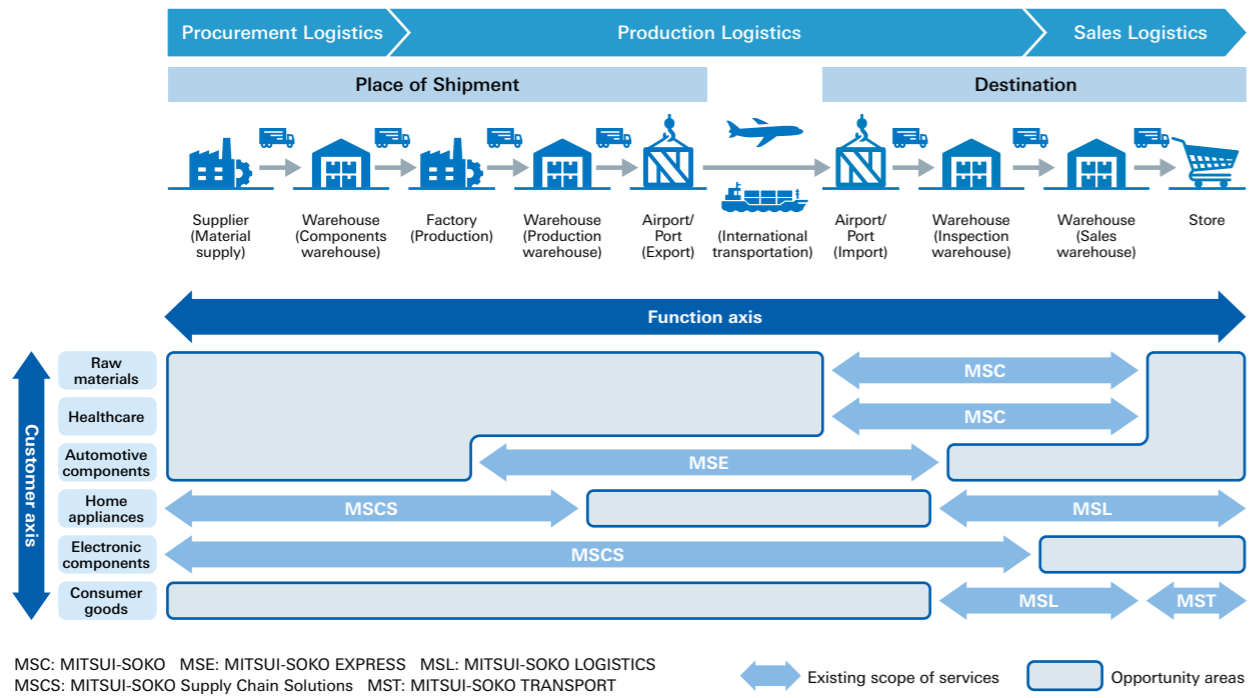 Procurement Logistics
Production Logistics
Sales Logistics
Place of Shipment
Destination
Supplier
(Material
supply)
Warehouse
(Components
warehouse)
Factory
(Production)
Warehouse
(Production
warehouse)
Airport/
Port
(Export)
(International
transportation)
Airport/
Port
(Import)
Warehouse
(Inspection
warehouse)
Warehouse
(Sales
warehouse)
Store
Function axis
Customer axis
Raw
materials
MSC
Healthcare
MSC
Automotive
components
MSE
Home
appliances
MSCS
MSL
Electronic
components
MSCS
Consumer
goods
MSL
MST
MSC: MITSUI-SOKO MSE: MITSUI-SOKO EXPRESS MSL: MITSUI-SOKO LOGISTICS
MSCS: MITSUI-SOKO Supply Chain Solutions MST: MITSUI-SOKO TRANSPORT
Existing scope of services
Opportunity areas